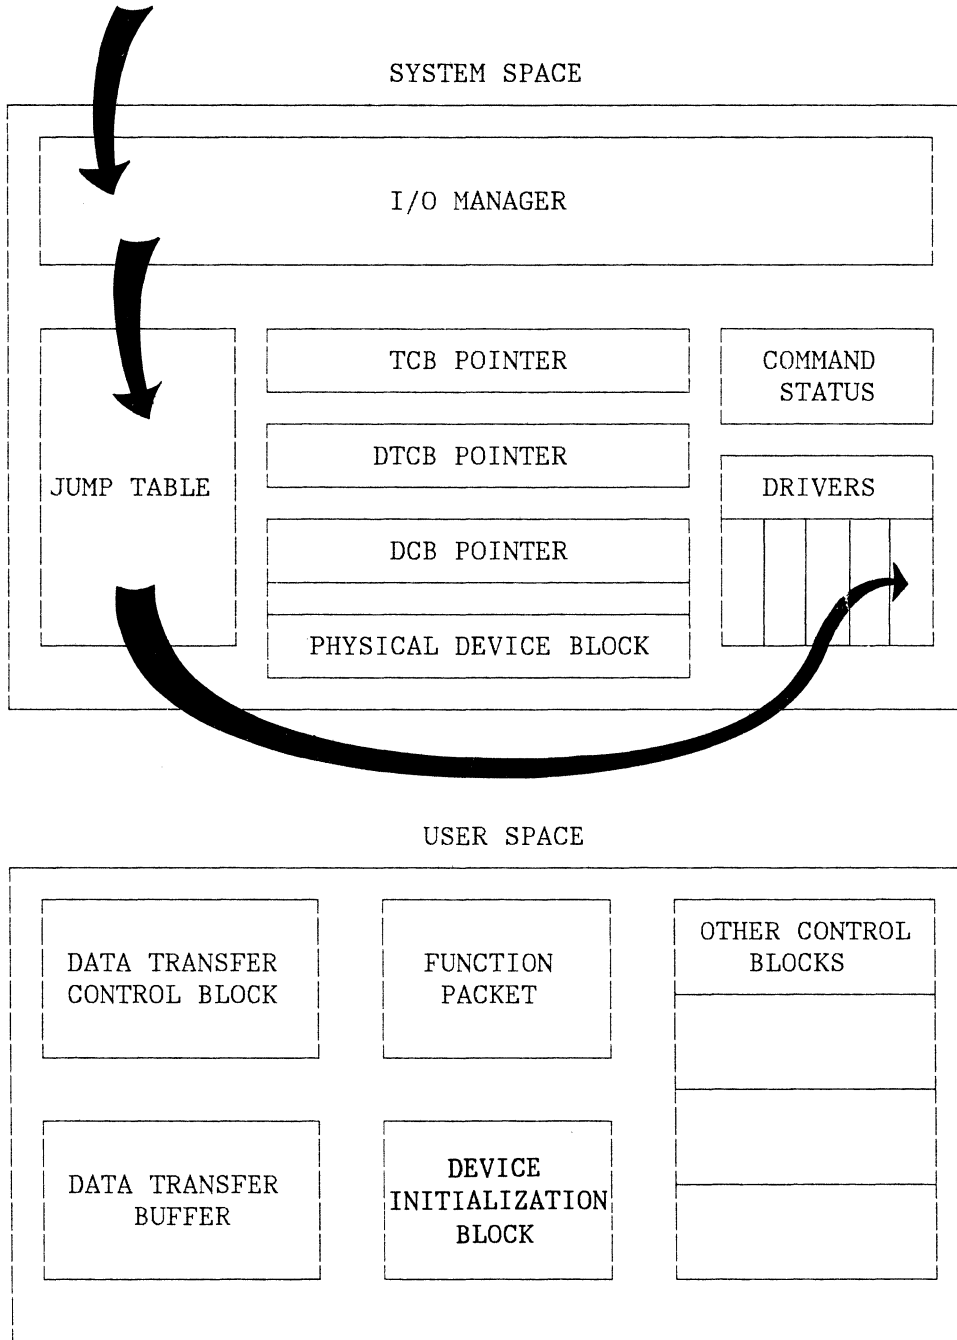 SYSTEM SPACE
I/O MANAGER
JUMP TABLE
TCB POINTER
DTCB POINTER
DCB POINTER
PHYSICAL DEVICE BLOCK
COMMAND
STATUS
DRIVERS
USER SPACE
DATA TRANSFER
CONTROL BLOCK
FUNCTION
PACKET
OTHER CONTROL
BLOCKS
DATA TRANSFER
BUFFER
DEVICE
INITIALIZATION
BLOCK